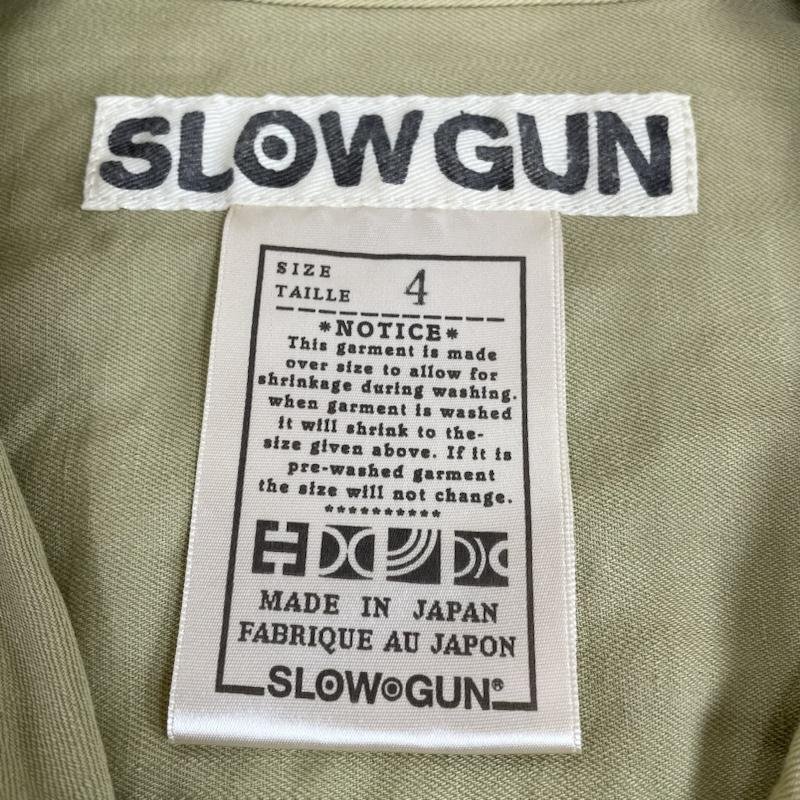 SLOWGUN
SIZE
TAILLE 4
*NOTICE*
This garment is made
over size to allow for
shrinkage during washing.
when garment is washed
it will shrink to the-
size given above. If it is
pre-washed garment
the size will not change.
**********
MADE IN JAPAN
FABRIQUE AU JAPON
SLOW GUN®